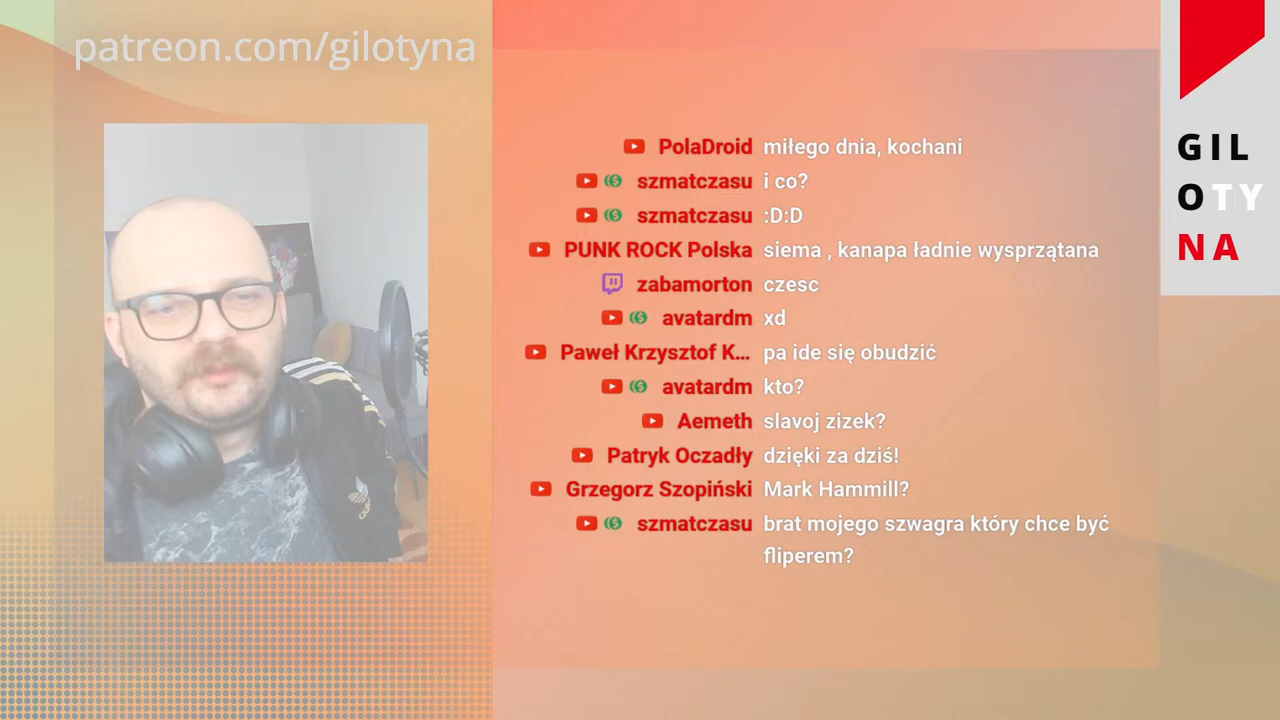 patreon.com/gilotyna
PolaDroid miłego dnia, kochani
szmatczasu i co?
szmatczasu :D:D
PUNK ROCK Polska siema , kanapa ładnie wysprzątana
zabamorton czesc
avatardm xd
Paweł Krzysztof K... pa ide się obudzić
avatardm kto?
Aemeth slavoj zizek?
Patryk Oczadły dzięki za dziś!
Grzegorz Szopiński Mark Hammill?
szmatczasu brat mojego szwagra który chce być
fliperem?
GIL
OTY
NA